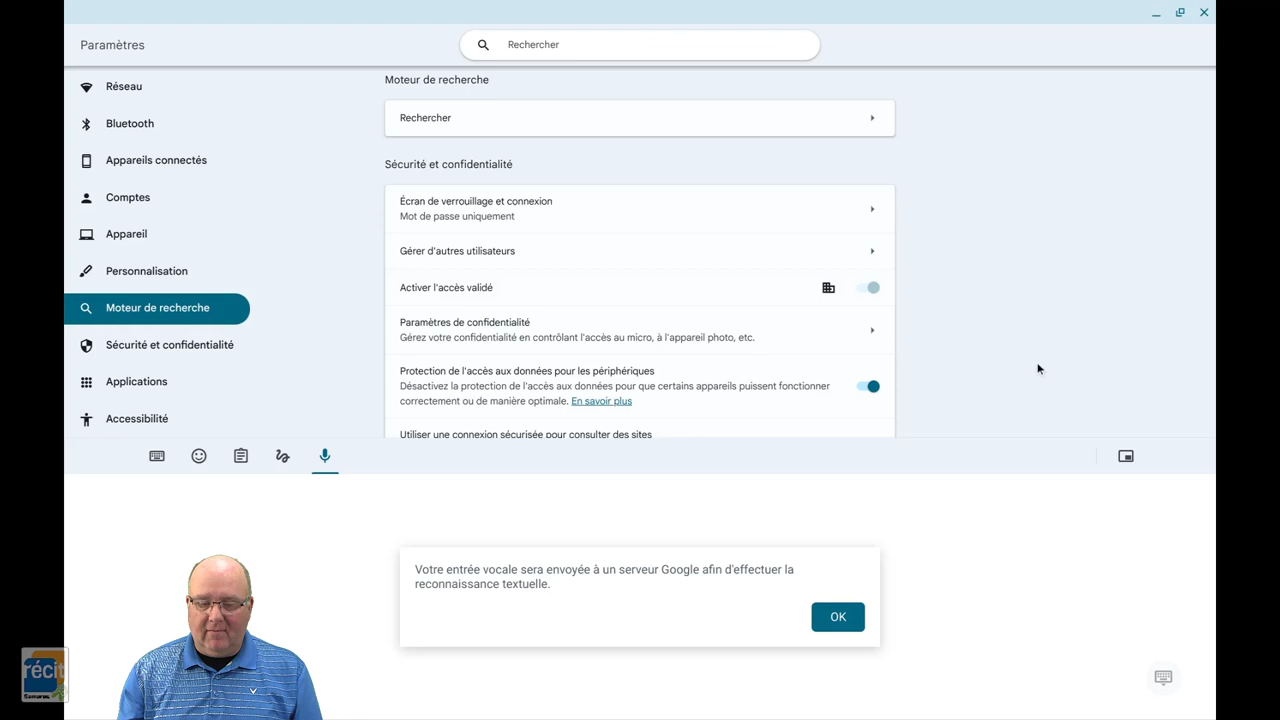 Paramètres
Rechercher
Réseau
Bluetooth
Appareils connectés
Comptes
Appareil
Personnalisation
Moteur de recherche
Sécurité et confidentialité
Applications
Accessibilité
Moteur de recherche
Rechercher
Sécurité et confidentialité
Écran de verrouillage et connexion
Mot de passe uniquement
Gérer d'autres utilisateurs
Activer l'accès validé
Paramètres de confidentialité
Gérez votre confidentialité en contrôlant l'accès au micro, à l'appareil photo, etc.
Protection de l'accès aux données pour les périphériques
Désactivez la protection de l'accès aux données pour que certains appareils puissent fonctionner
correctement ou de manière optimale. En savoir plus
Utiliser une connexion sécurisée pour consulter des sites
Votre entrée vocale sera envoyée à un serveur Google afin d'effectuer la
reconnaissance textuelle.
OK
récit